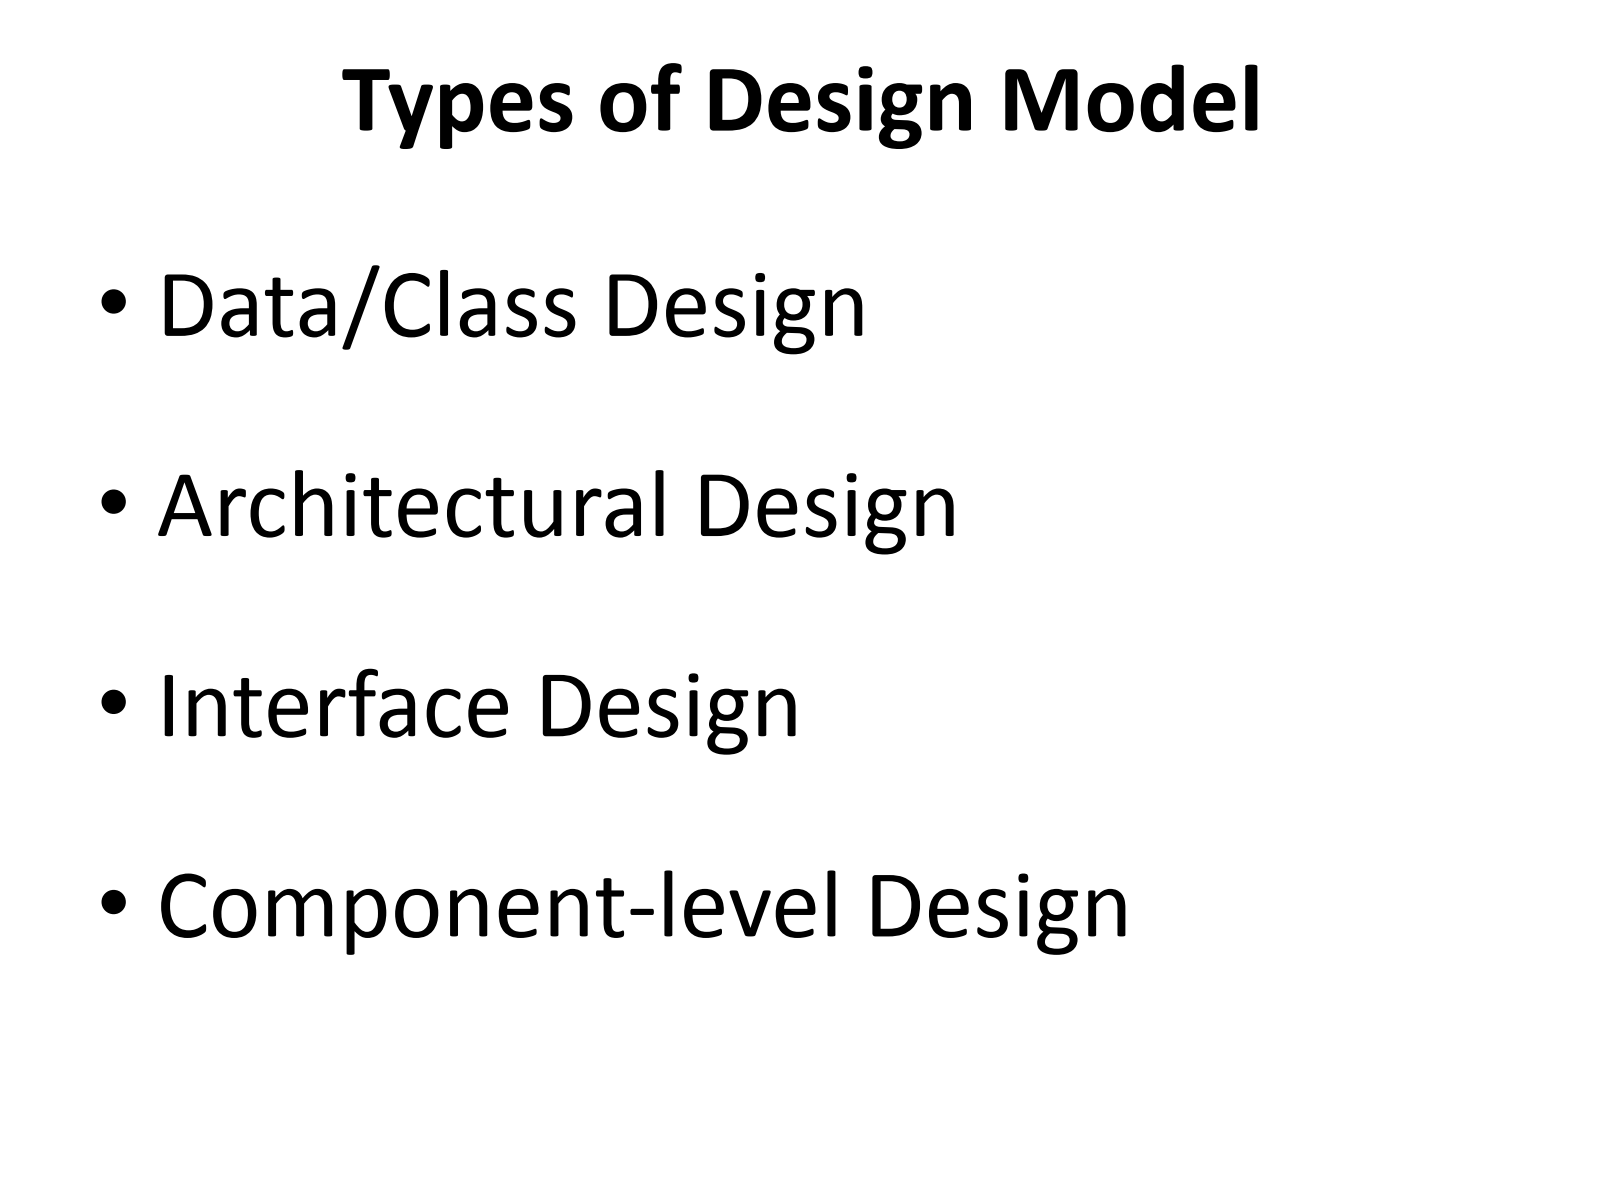 Types of Design Model
• Data/Class Design
• Architectural Design
• Interface Design
• Component-level Design